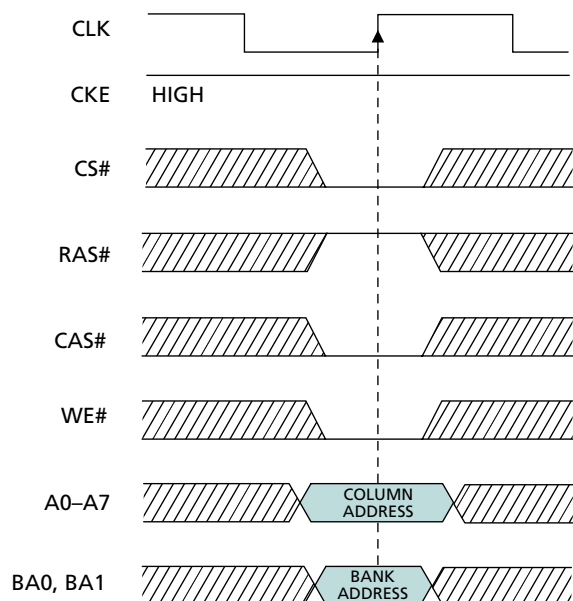 CLK
CKE HIGH
CS#
RAS#
CAS#
WE#
A0–A7 COLUMN
ADDRESS
BA0, BA1 BANK
ADDRESS